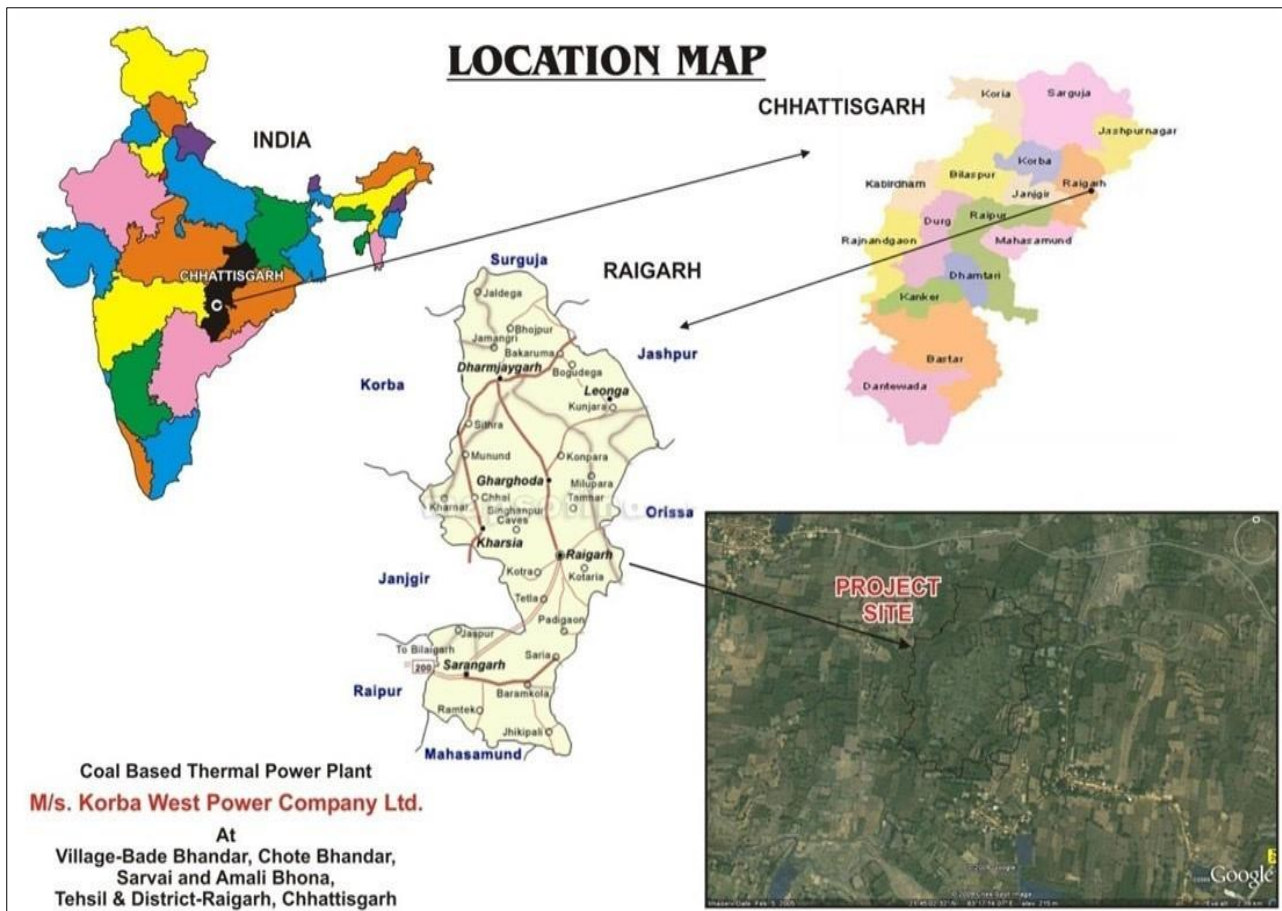 LOCATION MAP
INDIA
CHHATTISGARH
CHHATTISGARH
Koria
Sarguja
Jashpurnagar
Korba
Bilaspur
Kabirdham
Janjgir
Raigarh
Durg
Raipur
Rajnandgaon
Mahasamund
Dhamtari
Kanker
Bastar
Dantewada
RAIGARH
Surguja
Jaldega
Bhojpur
Jamangri
Bakaruma
Jashpur
Dharmjaygarh
Bogudega
Korba
Leonga
Kunjara
Sithra
Munund
Konpara
Gharghoda
Milupara
Chhal
Tamnar
Kharnar
Singhanpur
Caves
Orissa
Kharsia
Raigarh
Kotra
Kotaria
Janjgir
Tetla
Padigaon
Jaspur
To Bilaigarh
Saria
200
Sarangarh
Raipur
Baramkela
Ramtek
Jhikipali
Mahasamund
PROJECT
SITE
Google
Coal Based Thermal Power Plant
M/s. Korba West Power Company Ltd.
At
Village-Bade Bhandar, Chote Bhandar,
Sarvai and Amali Bhona,
Tehsil & District-Raigarh, Chhattisgarh